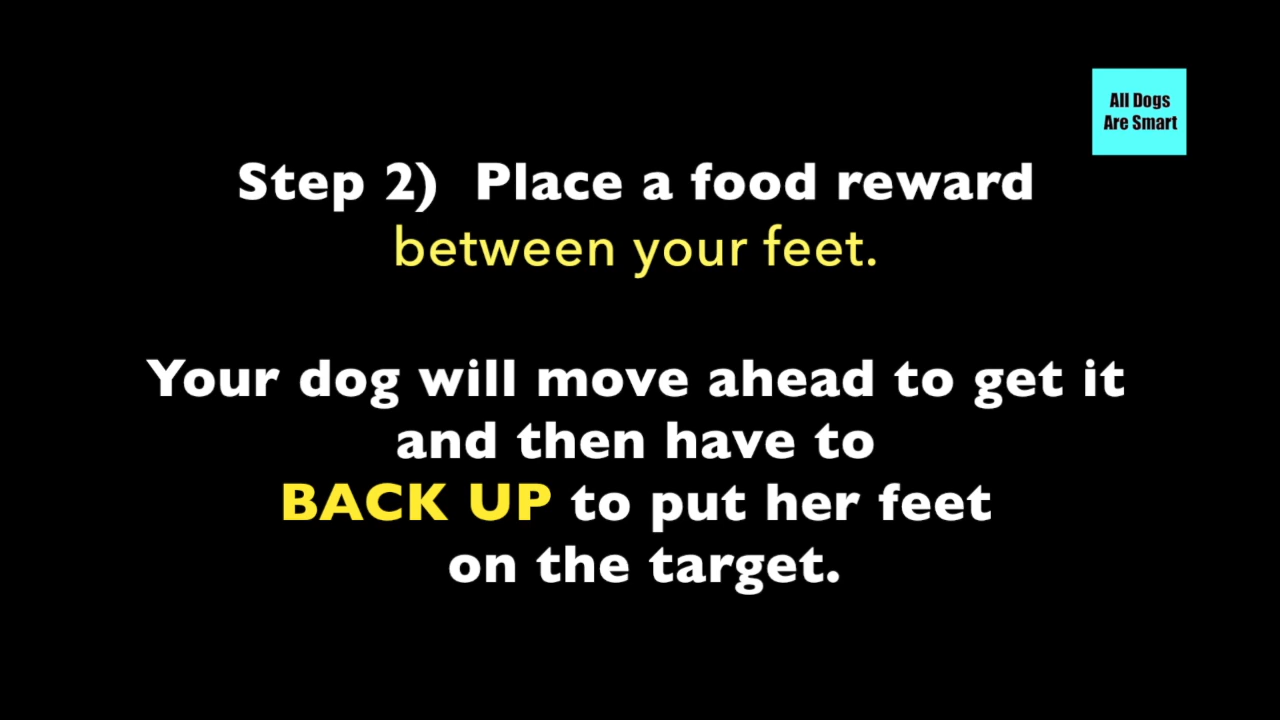 All Dogs
Are Smart
Step 2) Place a food reward
between your feet.
Your dog will move ahead to get it
and then have to
BACK UP to put her feet
on the target.